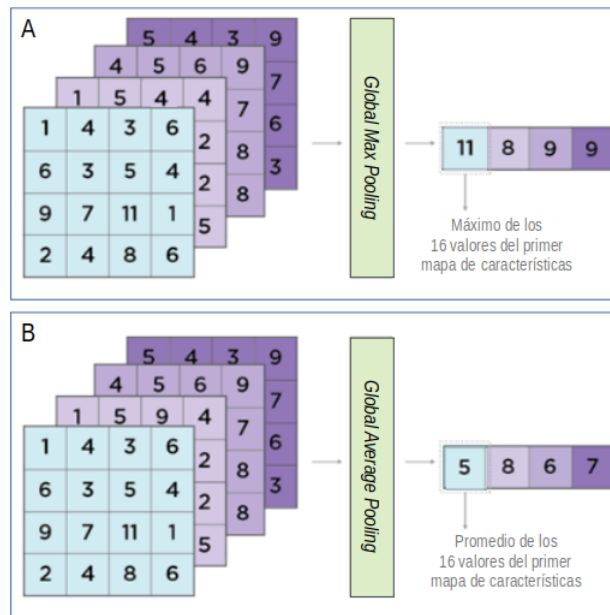 A
5 4 3 9
4 5 6 9
7
1 5 4 4
7
6
1 4 3 6
2
8
3
6 3 5 4
2
8
9 7 11 1
5
2 4 8 6
Global Max Pooling
11 8 9 9
Máximo de los
16 valores del primer
mapa de características
B
5 4 3 9
4 5 6 9
7
1 5 9 4
7
6
1 4 3 6
2
8
3
6 3 5 4
2
8
9 7 11 1
5
2 4 8 6
Global Average Pooling
5 8 6 7
Promedio de los
16 valores del primer
mapa de características